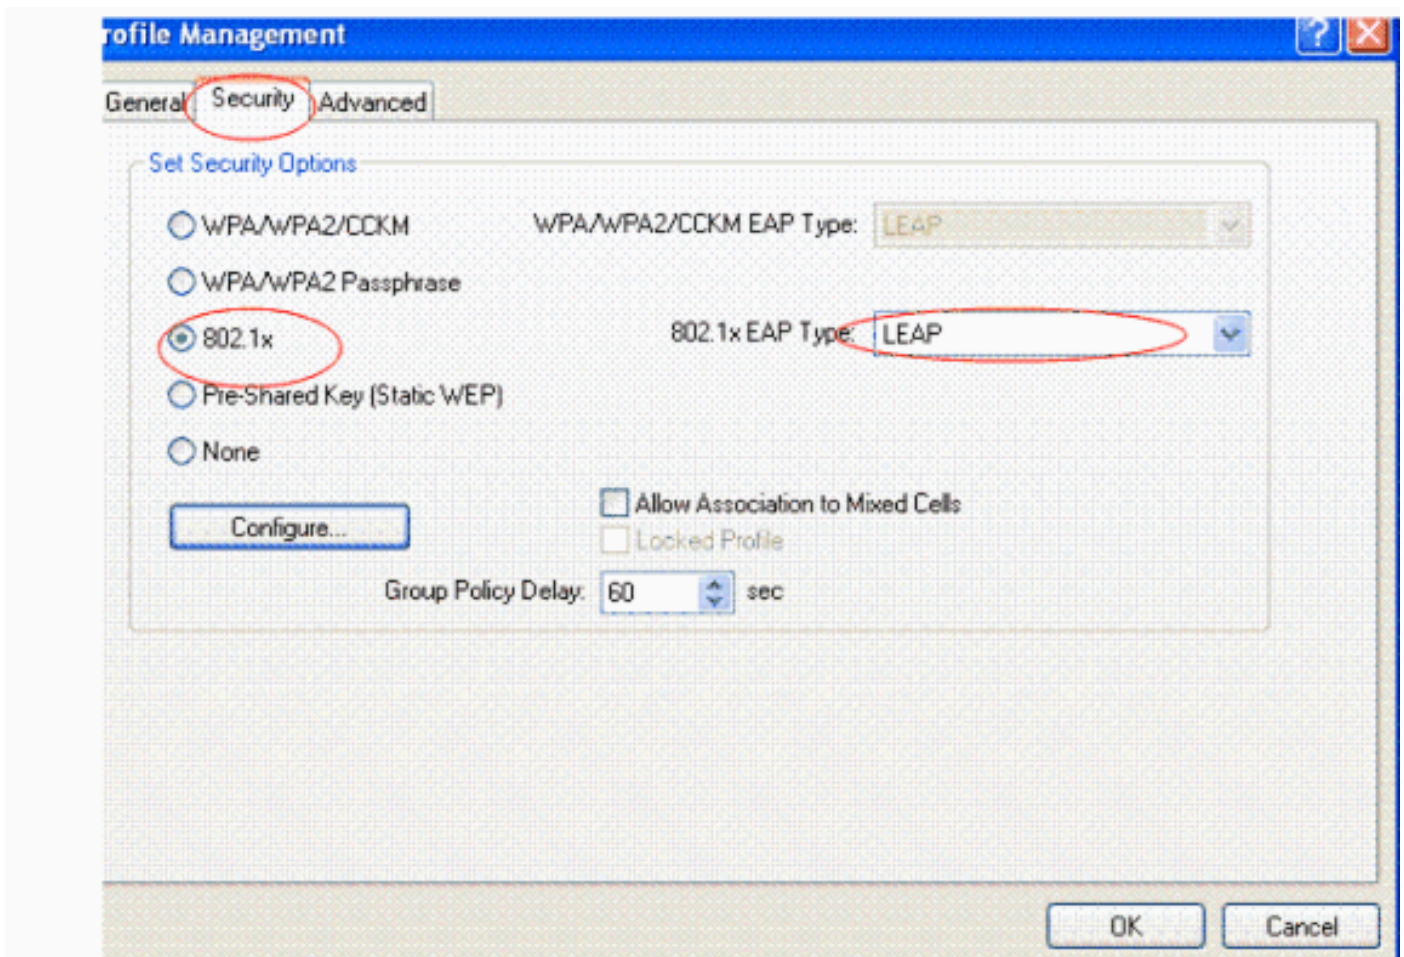 rofile Management
General Security Advanced
Set Security Options
WPA/WPA2/CCKM WPA/WPA2/CCKM EAP Type: LEAP
WPA/WPA2 Passphrase
802.1x 802.1x EAP Type: LEAP
Pre-Shared Key (Static WEP)
None
Allow Association to Mixed Cells
Configure...
Locked Profile
Group Policy Delay: 60 sec
OK Cancel